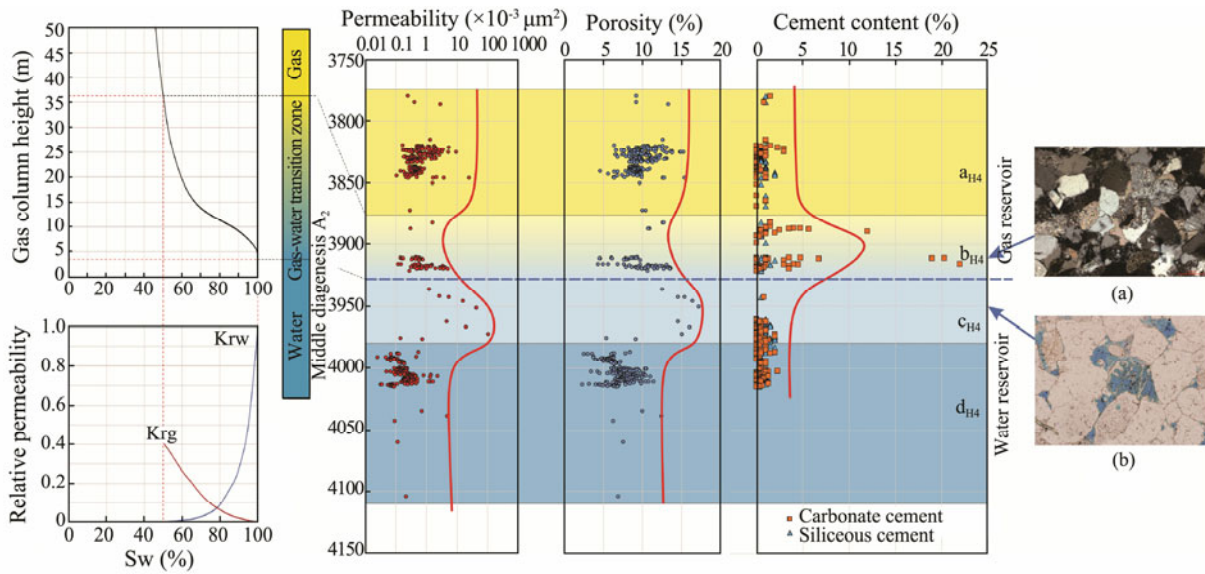 Gas column height (m)
50
45
40
35
30
25
20
15
10
5
0
0 20 40 60 80 100
Relative permeability
1.0
0.8
0.6
0.4
0.2
0
Krw
Krg
0 20 40 60 80 100
Sw (%)
Gas
Gas-water transition zone
Water
Middle diagenesis A2
Permeability (×10-3 μm2)
0.01 0.1 1 10 100 1000
3750
3800
3850
3900
3950
4000
4050
4100
4150
Porosity (%)
0 5 10 15 20
Cement content (%)
0 5 10 15 20 25
aH4
bH4
cH4
dH4
Carbonate cement
Siliceous cement
Gas reservoir
Water reservoir
(a)
(b)